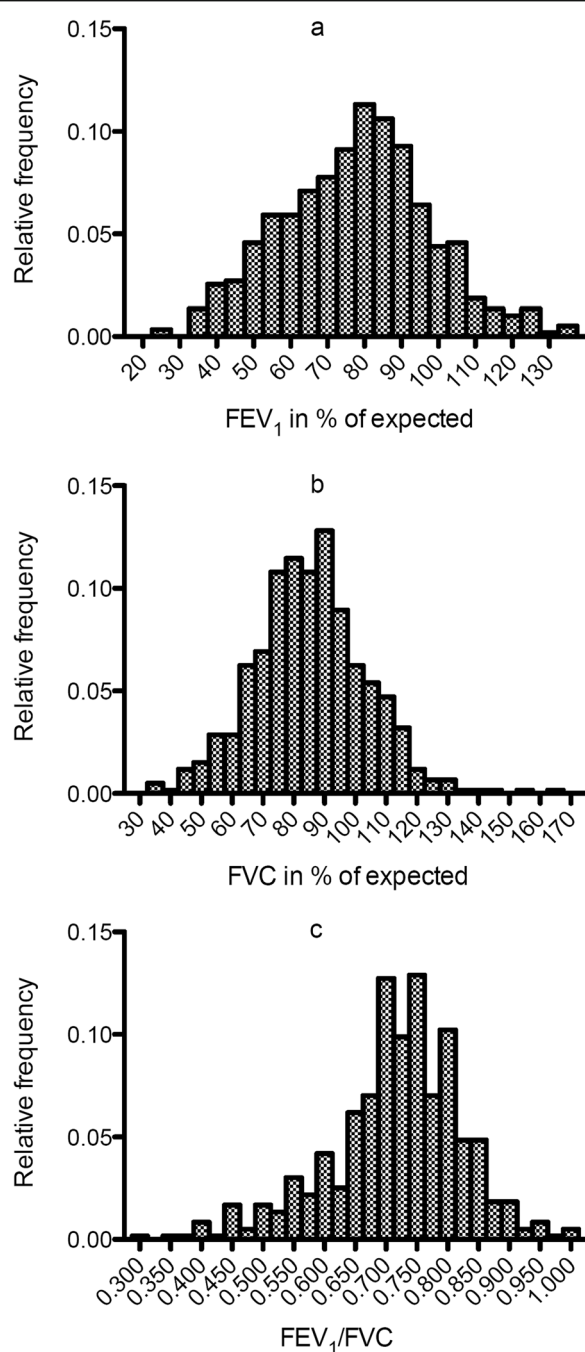 a
Relative frequency
0.15
0.10
0.05
0.00
20 30 40 50 60 70 80 90 100 110 120 130
FEV₁ in % of expected
b
Relative frequency
0.15
0.10
0.05
0.00
30 40 50 60 70 80 90 100 110 120 130 140 150 160 170
FVC in % of expected
c
Relative frequency
0.15
0.10
0.05
0.00
0.300 0.350 0.400 0.450 0.500 0.550 0.600 0.650 0.700 0.750 0.800 0.850 0.900 0.950 1.000
FEV₁/FVC